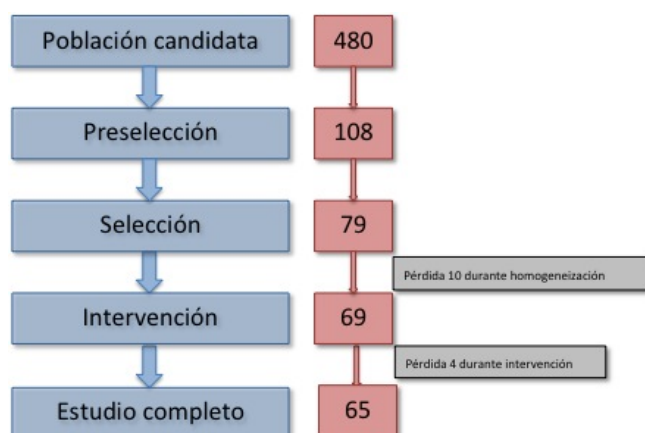 Población candidata
480
Preselección
108
Selección
79
Pérdida 10 durante homogeneización
Intervención
69
Pérdida 4 durante intervención
Estudio completo
65